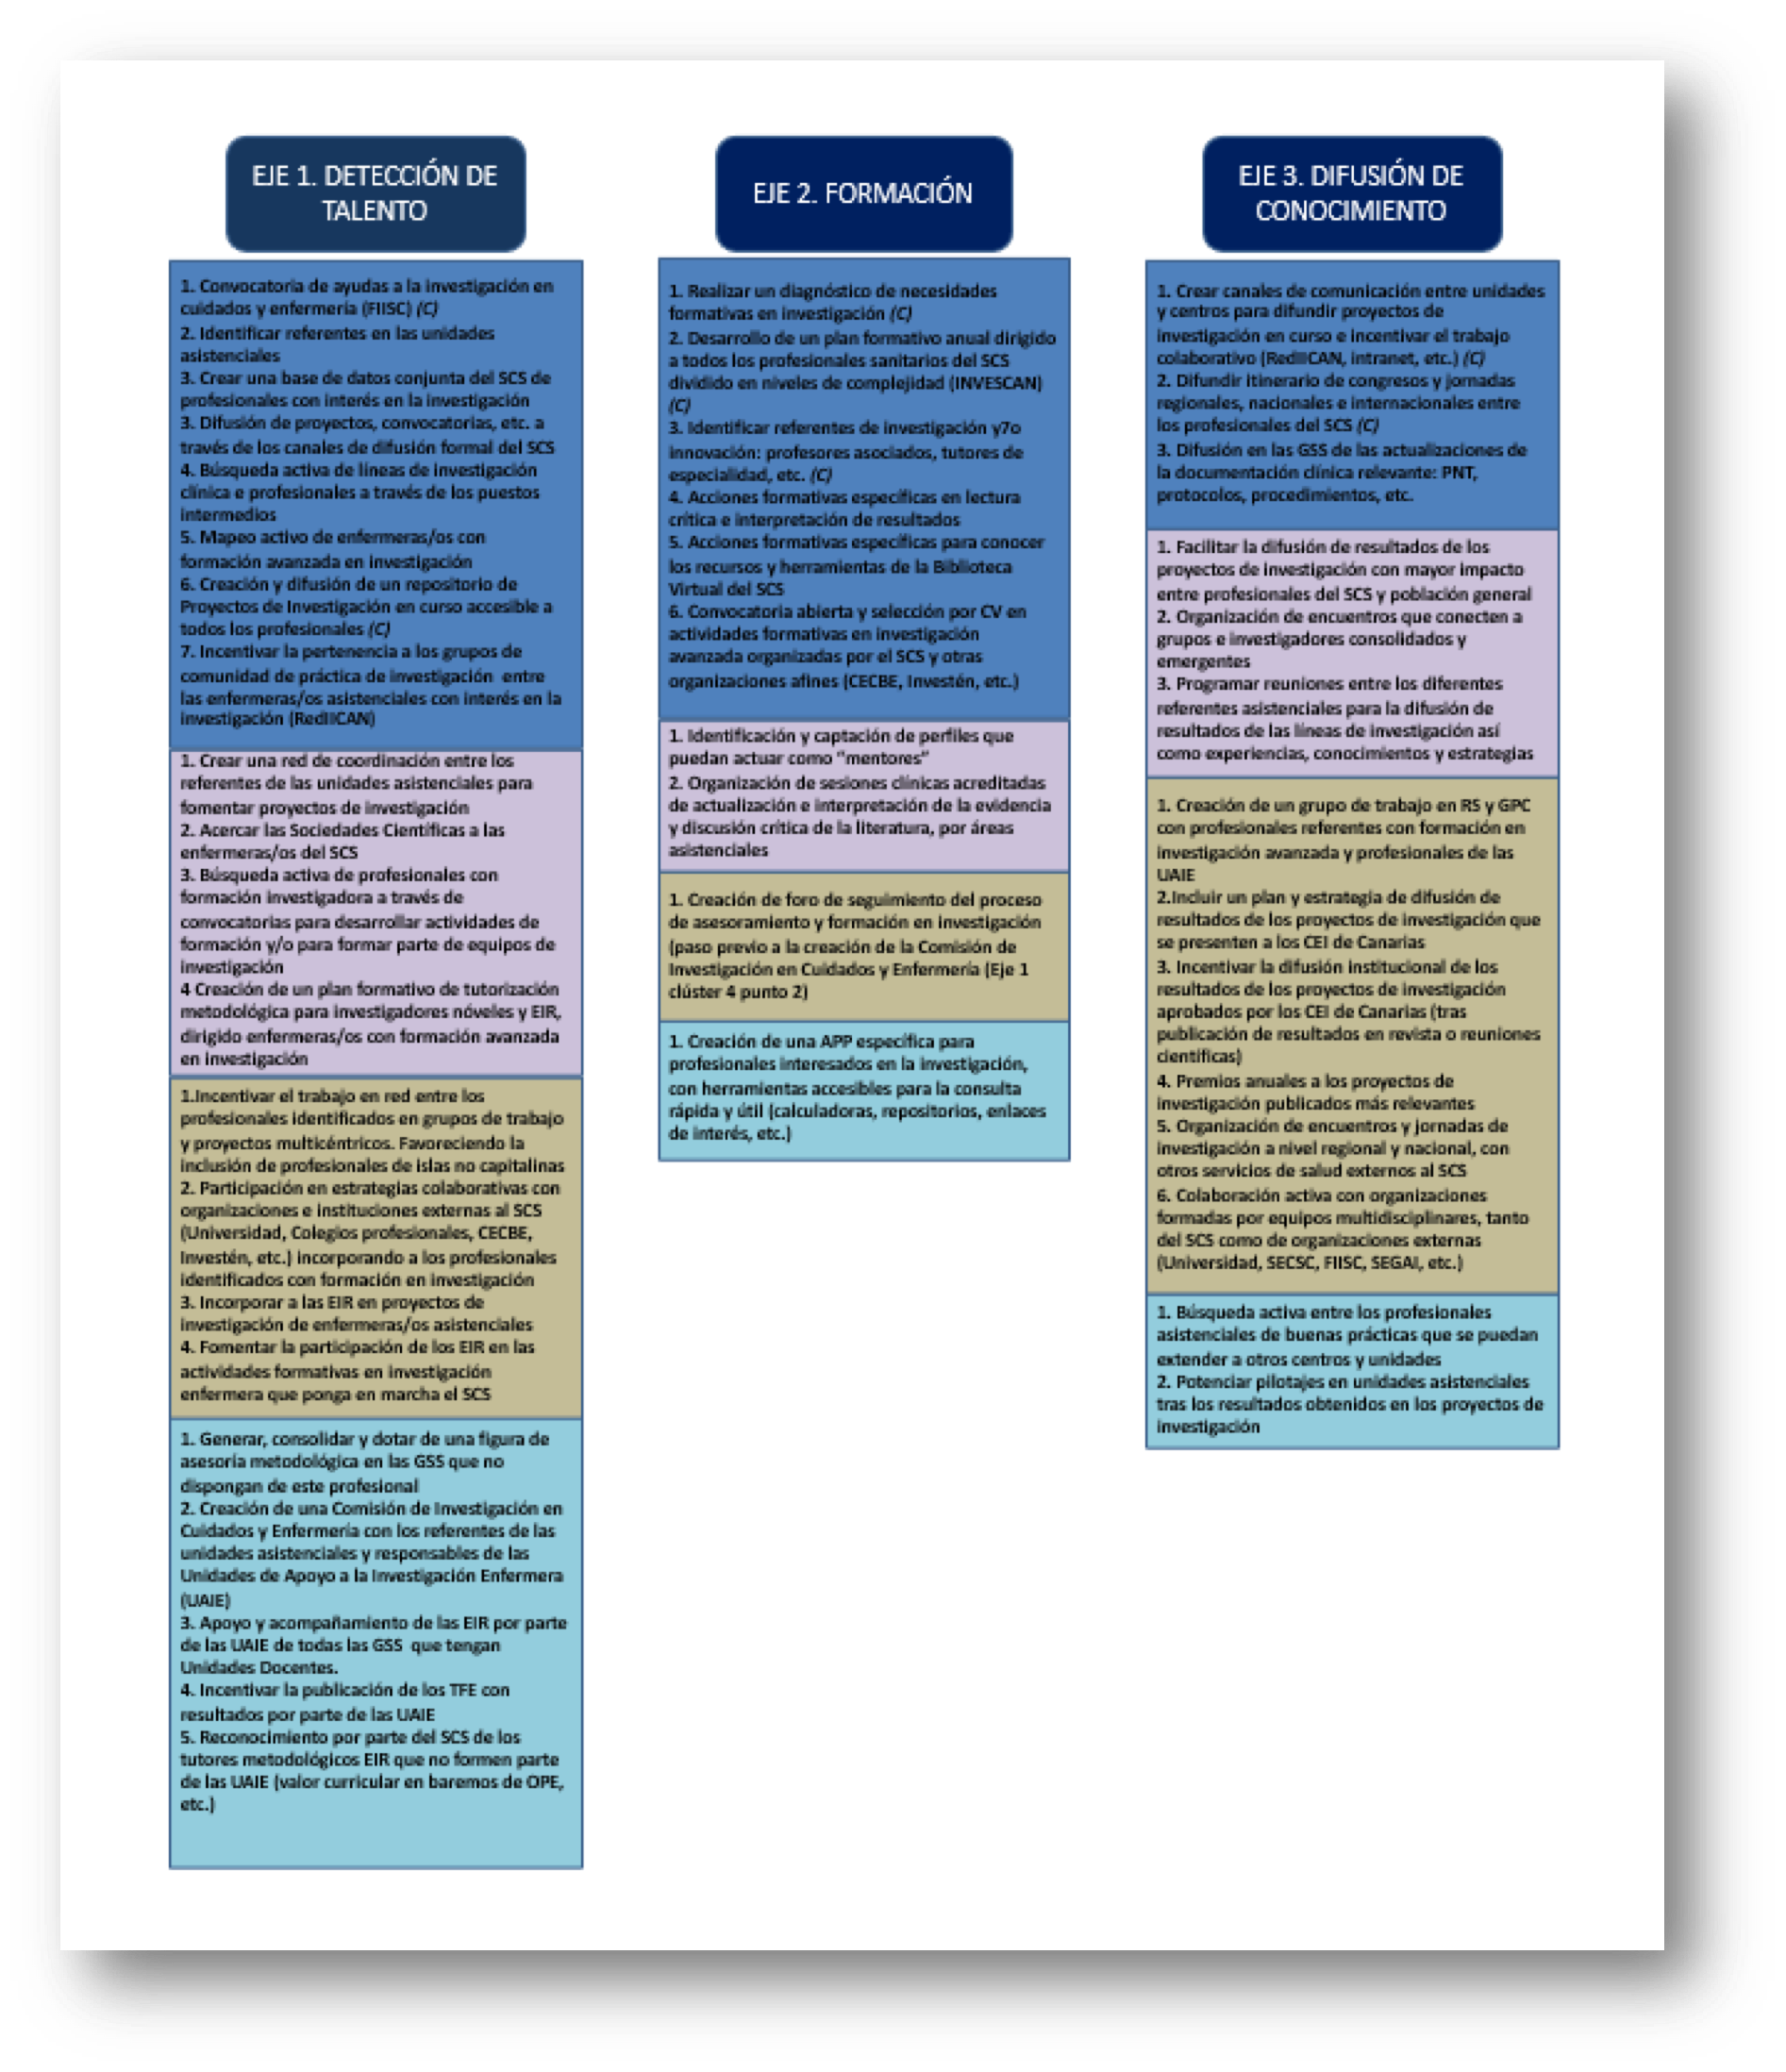 EJE 1. DETECCIÓN DE
TALENTO
1. Convocatoria de ayudas a la investigación en
cuidados y enfermería (FIISC) (C)
2. Identificar referentes en las unidades
asistenciales
3. Crear una base de datos conjunta del SCS de
profesionales con interés en la investigación
3. Difusión de proyectos, convocatorias, etc. a
través de los canales de difusión formal del SCS
4. Búsqueda activa de líneas de investigación
clínica e profesionales a través de los puestos
intermedios
5. Mapeo activo de enfermeras/os con
formación avanzada en investigación
6. Creación y difusión de un repositorio de
Proyectos de Investigación en curso accesible a
todos los profesionales (C)
7. Incentivar la pertenencia a los grupos de
comunidad de práctica de investigación entre
las enfermeras/os asistenciales con interés en la
investigación (RedIICAN)
1. Crear una red de coordinación entre los
referentes de las unidades asistenciales para
fomentar proyectos de investigación
2. Acercar las Sociedades Científicas a las
enfermeras/os del SCS
3. Búsqueda activa de profesionales con
formación investigadora a través de
convocatorias para desarrollar actividades de
formación y/o para formar parte de equipos de
investigación
4 Creación de un plan formativo de tutorización
metodológica para investigadores nóveles y EIR,
dirigido enfermeras/os con formación avanzada
en investigación
1.Incentivar el trabajo en red entre los
profesionales identificados en grupos de trabajo
y proyectos multicéntricos. Favoreciendo la
inclusión de profesionales de islas no capitalinas
2. Participación en estrategias colaborativas con
organizaciones e instituciones externas al SCS
(Universidad, Colegios profesionales, CECBE,
Investén, etc.) incorporando a los profesionales
identificados con formación en investigación
3. Incorporar a las EIR en proyectos de
investigación de enfermeras/os asistenciales
4. Fomentar la participación de los EIR en las
actividades formativas en investigación
enfermera que ponga en marcha el SCS
1. Generar, consolidar y dotar de una figura de
asesoría metodológica en las GSS que no
dispongan de este profesional
2. Creación de una Comisión de Investigación en
Cuidados y Enfermería con los referentes de las
unidades asistenciales y responsables de las
Unidades de Apoyo a la Investigación Enfermera
(UAIE)
3. Apoyo y acompañamiento de las EIR por parte
de las UAIE de todas las GSS que tengan
Unidades Docentes.
4. Incentivar la publicación de los TFE con
resultados por parte de las UAIE
5. Reconocimiento por parte del SCS de los
tutores metodológicos EIR que no formen parte
de las UAIE (valor curricular en baremos de OPE,
etc.)
EJE 2. FORMACIÓN
1. Realizar un diagnóstico de necesidades
formativas en investigación (C)
2. Desarrollo de un plan formativo anual dirigido
a todos los profesionales sanitarios del SCS
dividido en niveles de complejidad (INVESCAN)
(C)
3. Identificar referentes de investigación y7o
innovación: profesores asociados, tutores de
especialidad, etc. (C)
4. Acciones formativas específicas en lectura
crítica e interpretación de resultados
5. Acciones formativas específicas para conocer
los recursos y herramientas de la Biblioteca
Virtual del SCS
6. Convocatoria abierta y selección por CV en
actividades formativas en investigación
avanzada organizadas por el SCS y otras
organizaciones afines (CECBE, Investén, etc.)
1. Identificación y captación de perfiles que
puedan actuar como "mentores"
2. Organización de sesiones clínicas acreditadas
de actualización e interpretación de la evidencia
y discusión crítica de la literatura, por áreas
asistenciales
1. Creación de foro de seguimiento del proceso
de asesoramiento y formación en investigación
(paso previo a la creación de la Comisión de
Investigación en Cuidados y Enfermería (Eje 1
clúster 4 punto 2)
1. Creación de una APP específica para
profesionales interesados en la investigación,
con herramientas accesibles para la consulta
rápida y útil (calculadoras, repositorios, enlaces
de interés, etc.)
EJE 3. DIFUSIÓN DE
CONOCIMIENTO
1. Crear canales de comunicación entre unidades
y centros para difundir proyectos de
investigación en curso e incentivar el trabajo
colaborativo (RedIICAN, intranet, etc.) (C)
2. Difundir itinerario de congresos y jornadas
regionales, nacionales e internacionales entre
los profesionales del SCS (C)
3. Difusión en las GSS de las actualizaciones de
la documentación clínica relevante: PNT,
protocolos, procedimientos, etc.
1. Facilitar la difusión de resultados de los
proyectos de investigación con mayor impacto
entre profesionales del SCS y población general
2. Organización de encuentros que conecten a
grupos e investigadores consolidados y
emergentes
3. Programar reuniones entre los diferentes
referentes asistenciales para la difusión de
resultados de las líneas de investigación así
como experiencias, conocimientos y estrategias
1. Creación de un grupo de trabajo en RS y GPC
con profesionales referentes con formación en
investigación avanzada y profesionales de las
UAIE
2.Incluir un plan y estrategia de difusión de
resultados de los proyectos de investigación que
se presenten a los CEI de Canarias
3. Incentivar la difusión institucional de los
resultados de los proyectos de investigación
aprobados por los CEI de Canarias (tras
publicación de resultados en revista o reuniones
científicas)
4. Premios anuales a los proyectos de
investigación publicados más relevantes
5. Organización de encuentros y jornadas de
investigación a nivel regional y nacional, con
otros servicios de salud externos al SCS
6. Colaboración activa con organizaciones
formadas por equipos multidisciplinares, tanto
del SCS como de organizaciones externas
(Universidad, SECSC, FIISC, SEGAI, etc.)
1. Búsqueda activa entre los profesionales
asistenciales de buenas prácticas que se puedan
extender a otros centros y unidades
2. Potenciar pilotajes en unidades asistenciales
tras los resultados obtenidos en los proyectos de
investigación